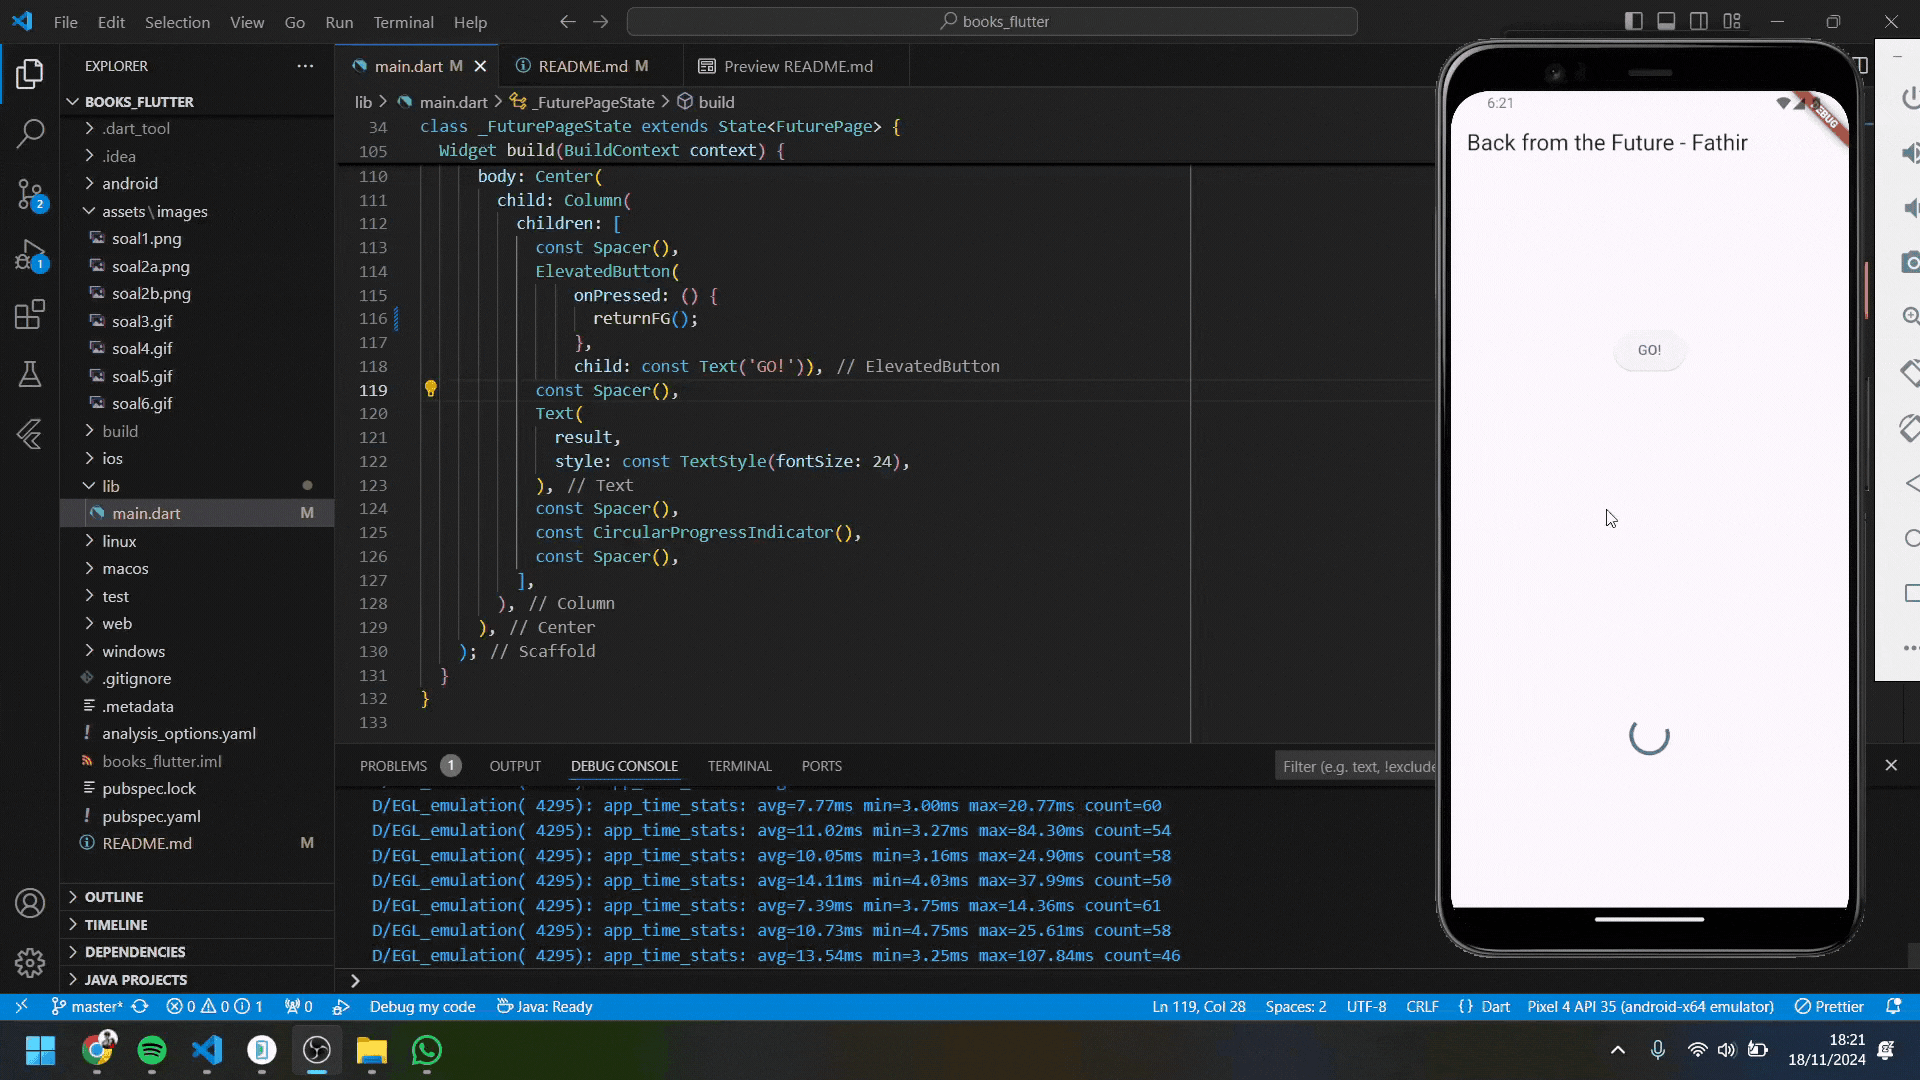 File Edit Selection View Go Run Terminal Help
books_flutter
EXPLORER
BOOKS_FLUTTER
.dart_tool
.idea
android
assets\images
soal1.png
soal2a.png
soal2b.png
soal3.gif
soal4.gif
soal5.gif
soal6.gif
build
ios
lib
main.dart M
linux
macos
test
web
windows
.gitignore
.metadata
analysis_options.yaml
books_flutter.iml
pubspec.lock
pubspec.yaml
README.md M
OUTLINE
TIMELINE
DEPENDENCIES
JAVA PROJECTS
2
1
main.dart M
README.md M
Preview README.md
lib > main.dart > _FuturePageState > build
34 class _FuturePageState extends State<FuturePage> {
105 Widget build(BuildContext context) {
110 body: Center(
111 child: Column(
112 children: [
113 const Spacer(),
114 ElevatedButton(
115 onPressed: () {
116 returnFG();
117 },
118 child: const Text('GO!')), // ElevatedButton
119 const Spacer(),
120 Text(
121 result,
122 style: const TextStyle(fontSize: 24),
123 ), // Text
124 const Spacer(),
125 const CircularProgressIndicator(),
126 const Spacer(),
127 ],
128 ), // Column
129 ), // Center
130 ); // Scaffold
131 }
132 }
133
PROBLEMS 1 OUTPUT DEBUG CONSOLE TERMINAL PORTS
Filter (e.g. text, !exclude
D/EGL_emulation( 4295): app_time_stats: avg=7.77ms min=3.00ms max=20.77ms count=60
D/EGL_emulation( 4295): app_time_stats: avg=11.02ms min=3.27ms max=84.30ms count=54
D/EGL_emulation( 4295): app_time_stats: avg=10.05ms min=3.16ms max=24.90ms count=58
D/EGL_emulation( 4295): app_time_stats: avg=14.11ms min=4.03ms max=37.99ms count=50
D/EGL_emulation( 4295): app_time_stats: avg=7.39ms min=3.75ms max=14.36ms count=61
D/EGL_emulation( 4295): app_time_stats: avg=10.73ms min=4.75ms max=25.61ms count=58
D/EGL_emulation( 4295): app_time_stats: avg=13.54ms min=3.25ms max=107.84ms count=46
6:21
DEBUG
Back from the Future - Fathir
GO!
master* 0 0 1 0 Debug my code Java: Ready
Ln 119, Col 28 Spaces: 2 UTF-8 CRLF {} Dart Pixel 4 API 35 (android-x64 emulator) Prettier
18:21
18/11/2024